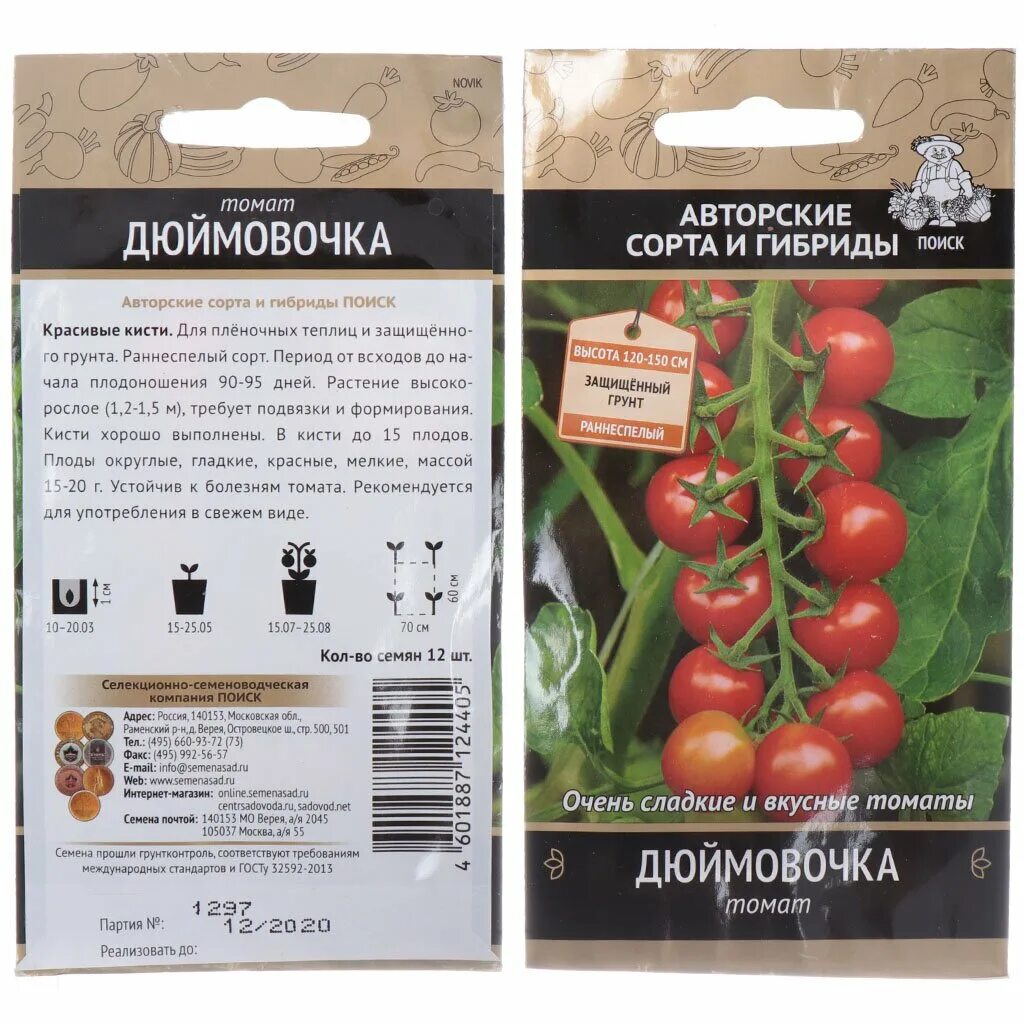 NOVIK
томат
ДЮЙМОВОЧКА
Авторские сорта и гибриды ПОИСК
Красивые кисти. Для плёночных теплиц и защищённо-
го грунта. Раннеспелый сорт. Период от всходов до на-
чала плодоношения 90-95 дней. Растение высоко-
рослое (1,2-1,5 м), требует подвязки и формирования.
Кисти хорошо выполнены. В кисти до 15 плодов.
Плоды округлые, гладкие, красные, мелкие, массой
15-20 г. Устойчив к болезням томата. Рекомендуется
для употребления в свежем виде.
1 см
10–20.03
15-25.05
15.07–25.08
60 см
70 см
Кол-во семян 12 шт.
Селекционно-семеноводческая
компания ПОИСК
Адрес: Россия, 140153, Московская обл.,
Раменский р-н, д. Верея, Островецкое ш., стр. 500, 501
Тел.: (495) 660-93-72 (73)
Факс: (495) 992-56-57
E-mail: info@semenasad.ru
Web: www.semenasad.ru
Интернет-магазин: online.semenasad.ru
centrsadovoda.ru, sadovod.net
Семена почтой: 140153 МО Верея, а/я 2045
105037 Москва, а/я 55
4 601887 124405
Семена прошли грунтконтроль, соответствуют требованиям
международных стандартов и ГОСТу 32592-2013
Партия №: 1297
12/2020
Реализовать до:
АВТОРСКИЕ
СОРТА И ГИБРИДЫ
ПОИСК
ВЫСОТА 120-150 СМ
ЗАЩИЩЁННЫЙ
ГРУНТ
РАННЕСПЕЛЫЙ
Очень сладкие и вкусные томаты
ДЮЙМОВОЧКА
томат